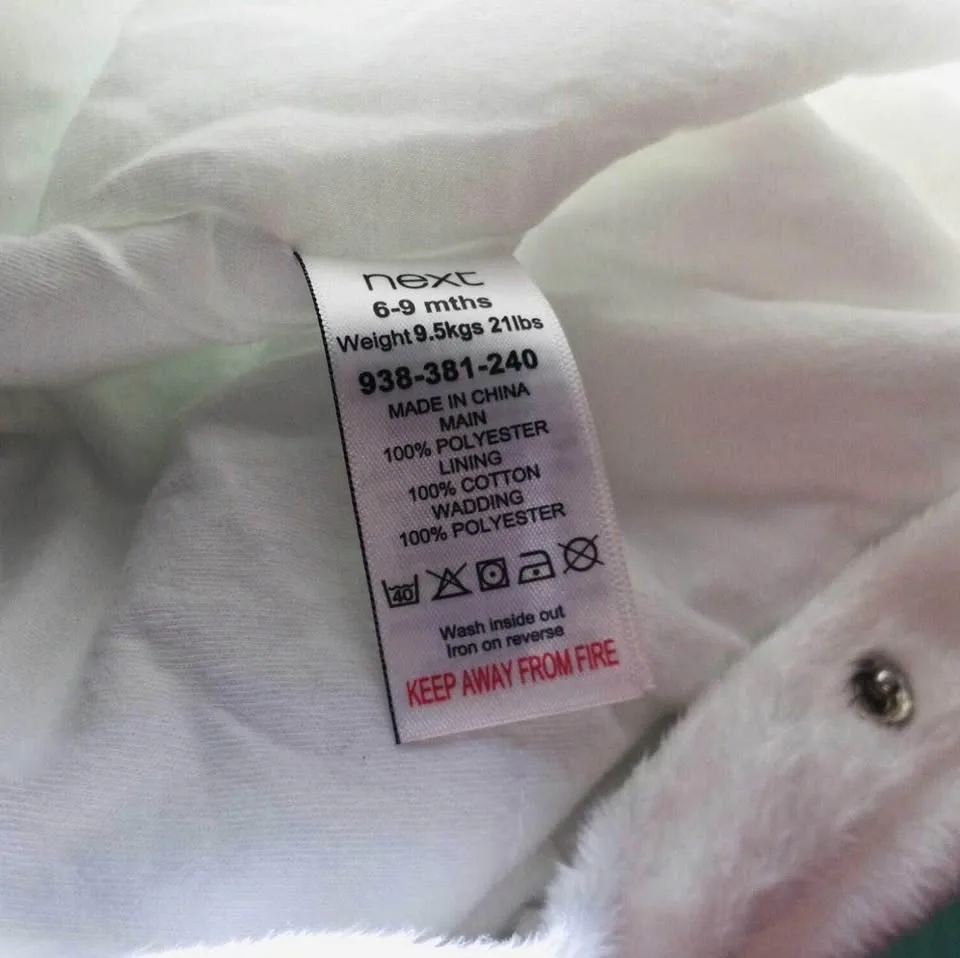 next
6-9 mths
Weight 9.5kgs 21lbs
938-381-240
MADE IN CHINA
MAIN
100% POLYESTER
LINING
100% COTTON
WADDING
100% POLYESTER
40
Wash inside out
Iron on reverse
KEEP AWAY FROM FIRE